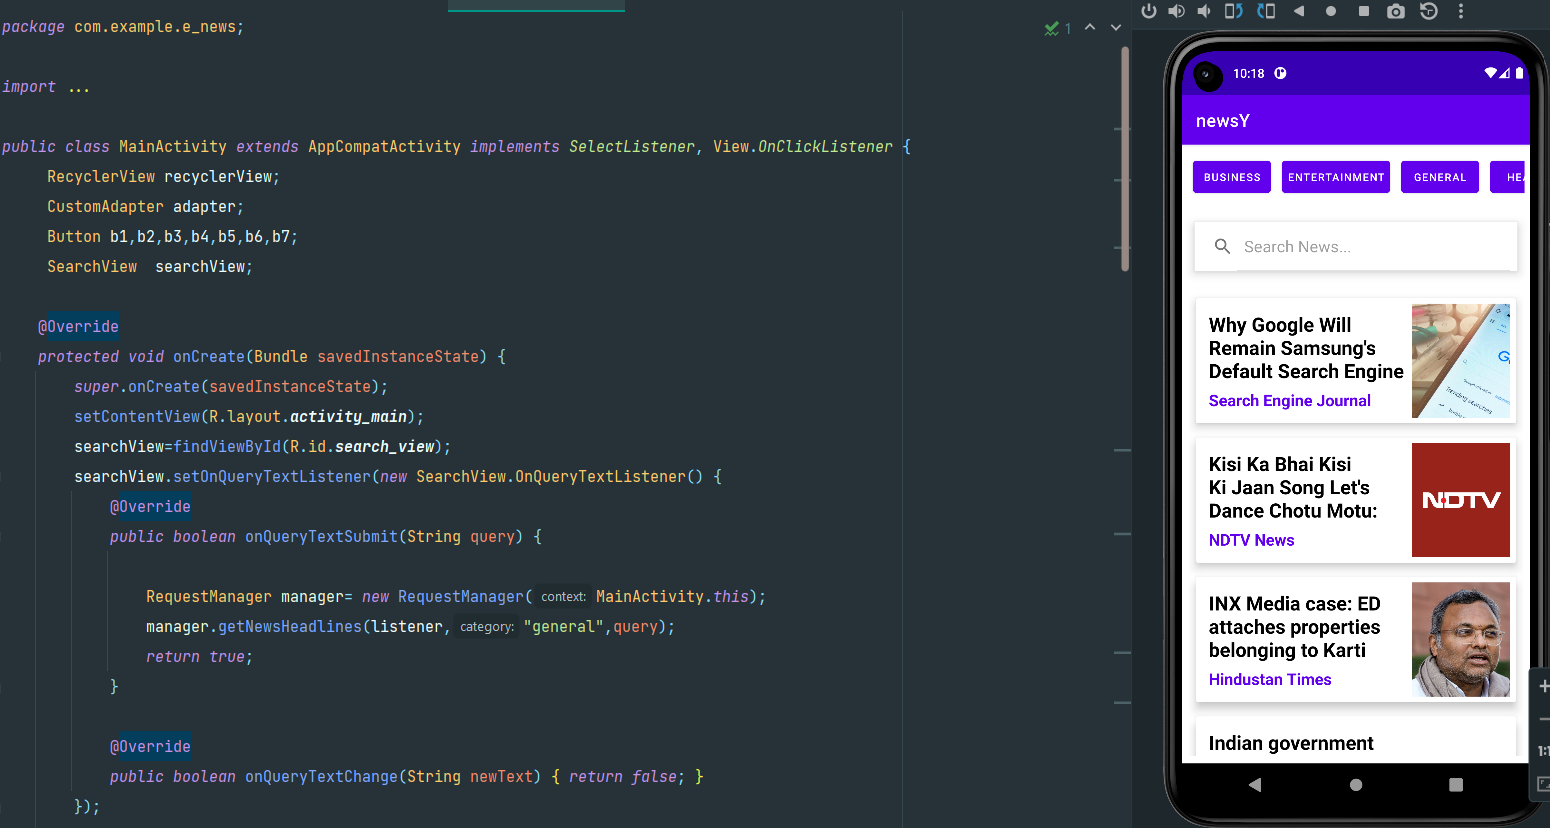 package com.example.e_news;
1
import ...
public class MainActivity extends AppCompatActivity implements SelectListener, View.OnClickListener {
RecyclerView recyclerView;
CustomAdapter adapter;
Button b1,b2,b3,b4,b5,b6,b7;
SearchView  searchView;
@Override
protected void onCreate(Bundle savedInstanceState) {
super.onCreate(savedInstanceState);
setContentView(R.layout.activity_main);
searchView=findViewById(R.id.search_view);
searchView.setOnQueryTextListener(new SearchView.OnQueryTextListener() {
@Override
public boolean onQueryTextSubmit(String query) {
RequestManager manager= new RequestManager( context: MainActivity.this);
manager.getNewsHeadlines(listener, category: "general",query);
return true;
}
@Override
public boolean onQueryTextChange(String newText) { return false; }
});
10:18
newsY
BUSINESS ENTERTAINMENT GENERAL HEA
Search News...
Why Google Will
Remain Samsung's
Default Search Engine
Search Engine Journal
Trending searches
Kisi Ka Bhai Kisi
Ki Jaan Song Let's
Dance Chotu Motu:
NDTV News
NDTV
INX Media case: ED
attaches properties
belonging to Karti
Hindustan Times
Indian government
1:1